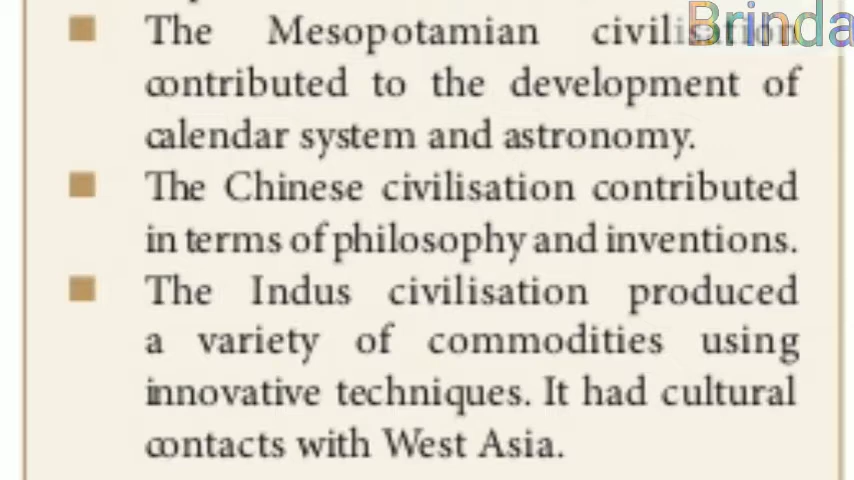 Brinda
■ The Mesopotamian civilisation
contributed to the development of
calendar system and astronomy.
■ The Chinese civilisation contributed
in terms of philosophy and inventions.
■ The Indus civilisation produced
a variety of commodities using
innovative techniques. It had cultural
contacts with West Asia.